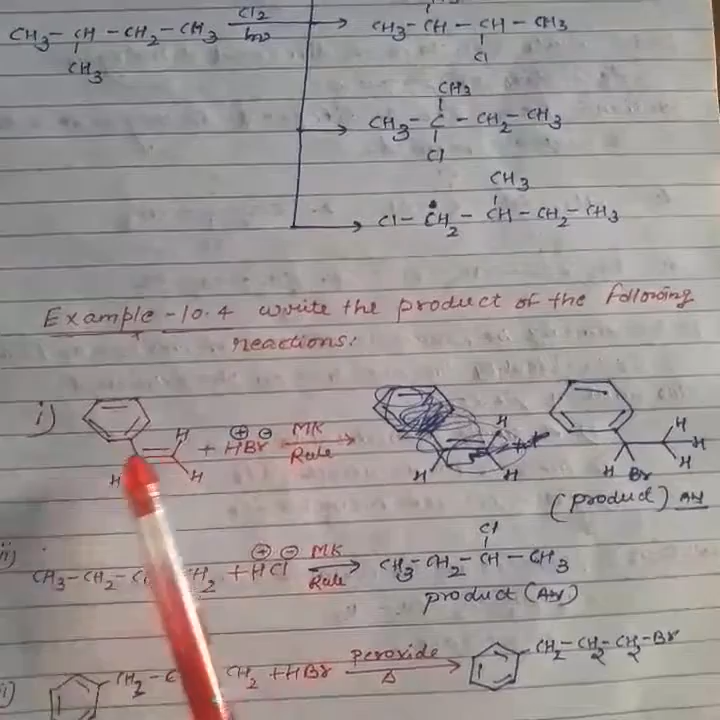 CH3-CH-CH2-CH3 Cl2 hv → CH3-CH-CH-CH3
CH3 Cl
CH3
CH3-C-CH2-CH3
Cl
CH3
Cl-CH2-CH-CH2-CH3
Example-10.4 write the product of the following
reactions:
i) H H H + HBr MK Rule → H H H H Br H H H
(product) Ans
ii) CH3-CH2- H2 + HCl MK Rule → CH3-CH2-CH-CH3
Cl
product (Ans)
i) CH2- CH2 + HBr peroxide Δ → CH2-CH2-CH2-Br